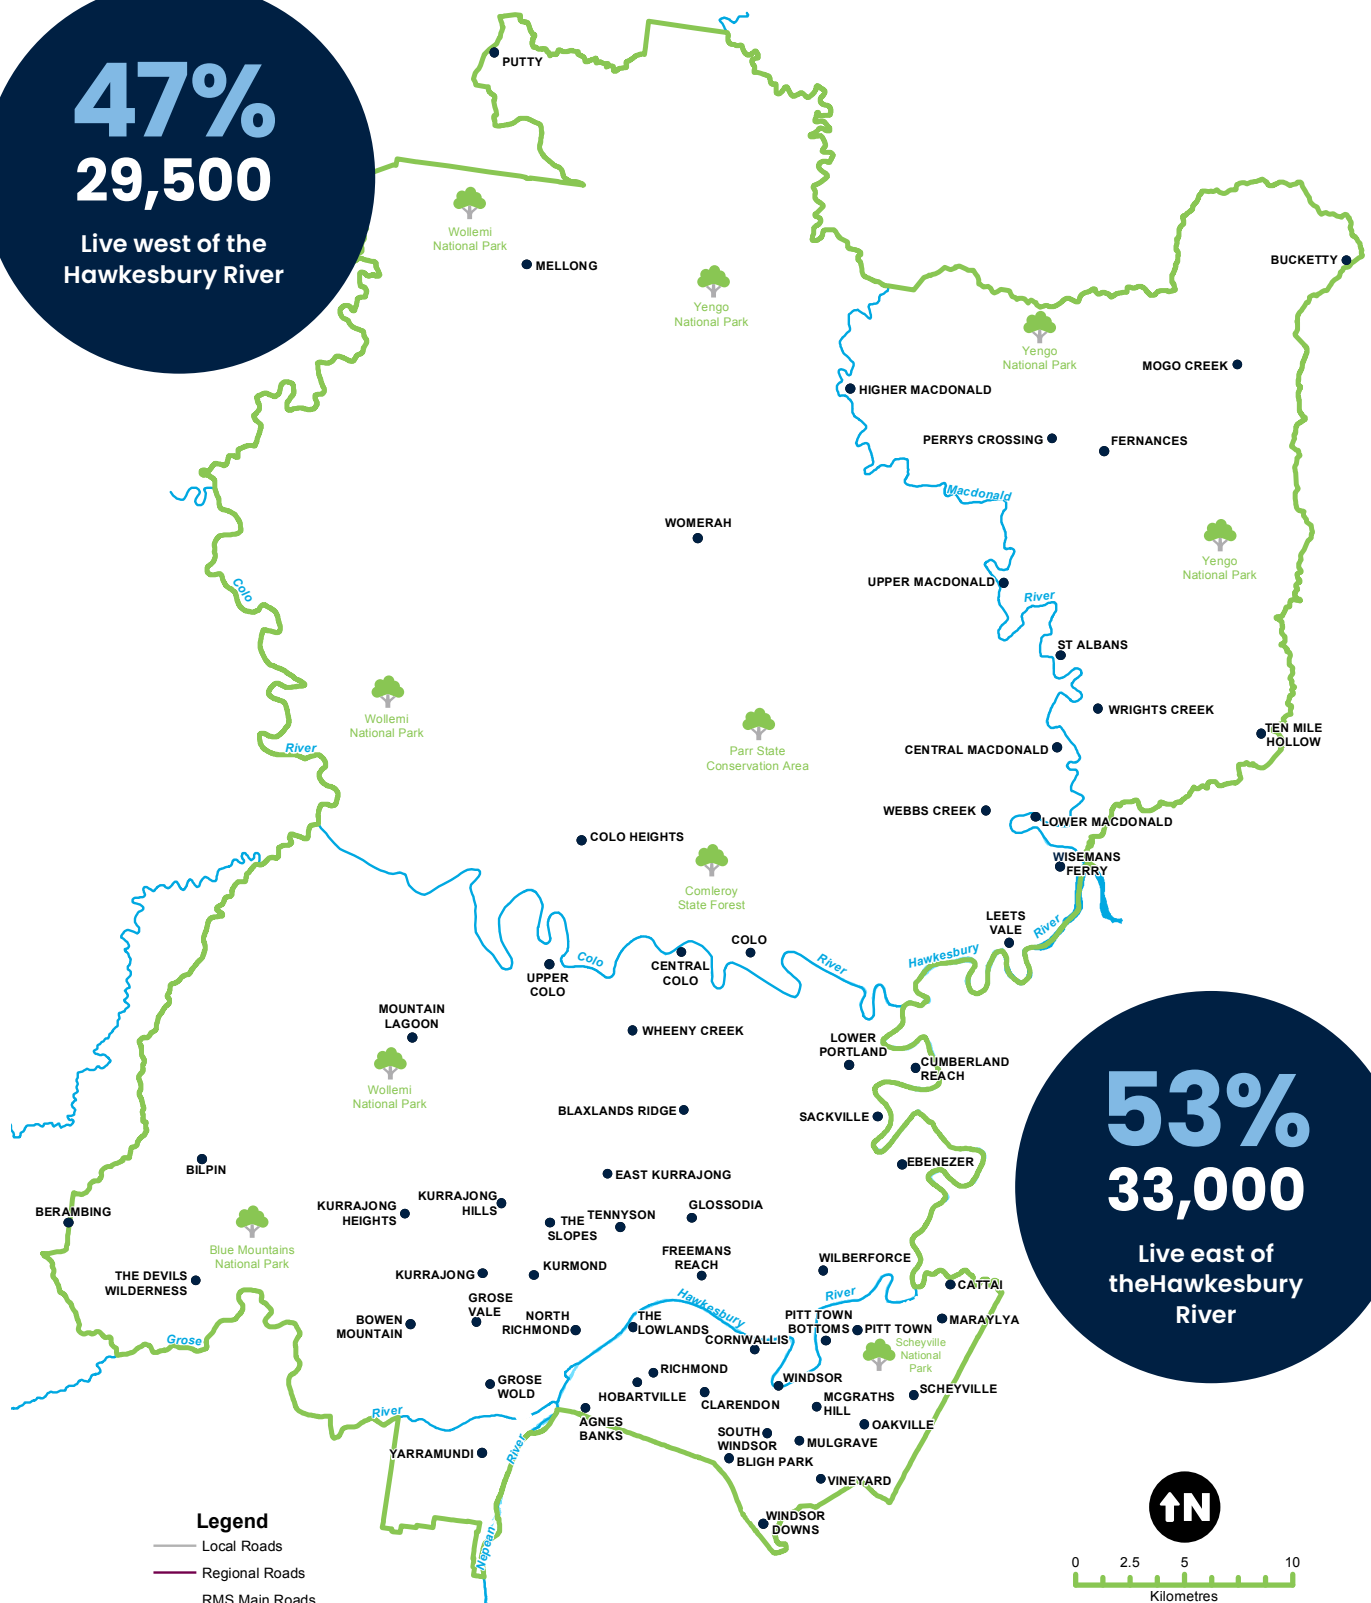 47%
29,500
Live west of the
Hawkesbury River
PUTTY
Wollemi
National Park
MELLONG
Yengo
National Park
BUCKETTY
Yengo
National Park
MOGO CREEK
HIGHER MACDONALD
PERRYS CROSSING
FERNANCES
Macdonald
WOMERAH
Yengo
National Park
UPPER MACDONALD
Colo
River
ST ALBANS
Wollemi
National Park
WRIGHTS CREEK
TEN MILE
HOLLOW
River
Parr State
Conservation Area
CENTRAL MACDONALD
WEBBS CREEK
LOWER MACDONALD
COLO HEIGHTS
Comleroy
State Forest
WISEMANS
FERRY
LEETS
VALE
River
Hawkesbury
COLO
Colo
CENTRAL
COLO
River
UPPER
COLO
MOUNTAIN
LAGOON
WHEENY CREEK
LOWER
PORTLAND
CUMBERLAND
REACH
Wollemi
National Park
BLAXLANDS RIDGE
SACKVILLE
53%
33,000
Live east of
theHawkesbury
River
EBENEZER
BILPIN
EAST KURRAJONG
BERAMBING
KURRAJONG
HEIGHTS
KURRAJONG
HILLS
THE
SLOPES
TENNYSON
GLOSSODIA
Blue Mountains
National Park
FREEMANS
REACH
WILBERFORCE
THE DEVILS
WILDERNESS
KURRAJONG
KURMOND
CATTAI
GROSE
VALE
Hawkesbury
River
BOWEN
MOUNTAIN
NORTH
RICHMOND
THE
LOWLANDS
PITT TOWN
BOTTOMS
PITT TOWN
MARAYLYA
Grose
CORNWALLIS
Scheyville
National
Park
RICHMOND
GROSE
WOLD
HOBARTVILLE
WINDSOR
CLARENDON
MCGRATHS
HILL
SCHEYVILLE
River
AGNES
BANKS
OAKVILLE
YARRAMUNDI
River
SOUTH
WINDSOR
MULGRAVE
BLIGH PARK
VINEYARD
WINDSOR
DOWNS
Nepean
Legend
Local Roads
Regional Roads
RMS Main Roads
N
0 2.5 5 10
Kilometres